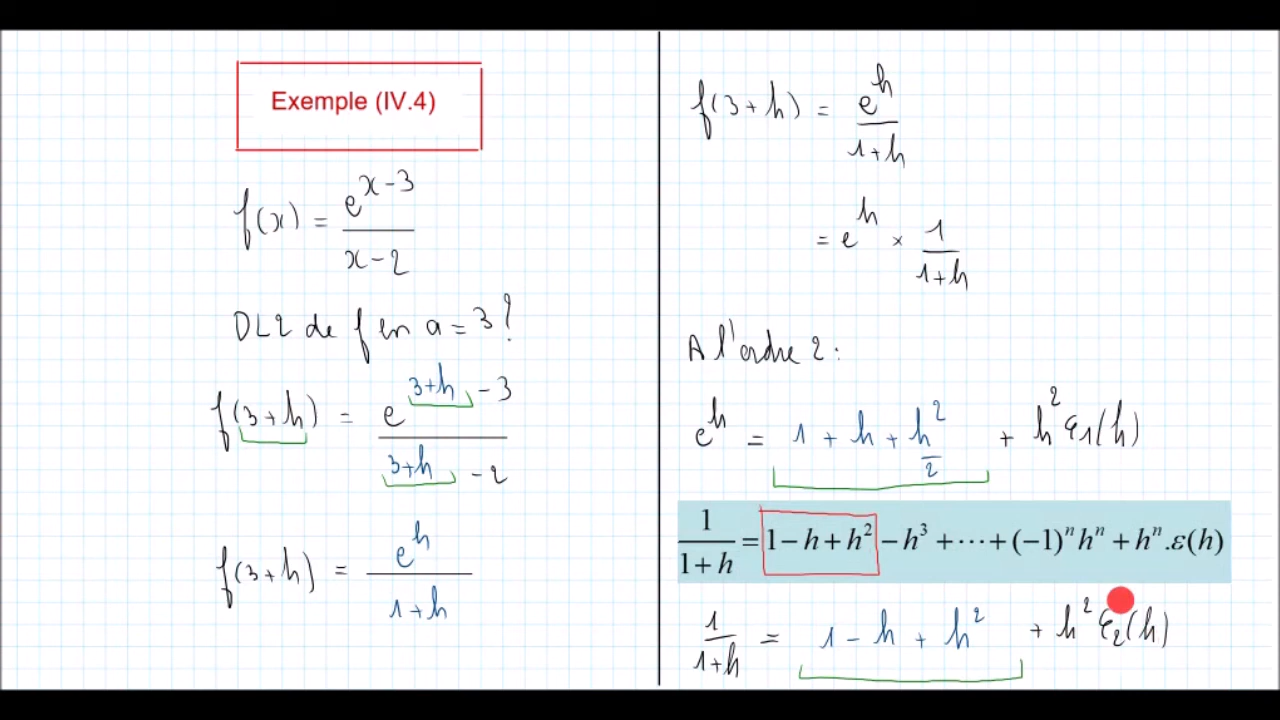 Exemple (IV.4)
f(x) = e^{x-3} / (x-2)
DL2 de f en a = 3 ?
f(3+h) = e^{3+h-3} / (3+h-2)
f(3+h) = e^h / (1+h)
f(3+h) = e^h / (1+h)
= e^h × 1/(1+h)
A l'ordre 2 :
e^h = 1 + h + h²/2 + h² ε₁(h)
1/(1+h) = 1 − h + h² − h³ + ⋯ + (−1)ⁿ hⁿ + hⁿ.ε(h)
1/(1+h) = 1 − h + h² + h² ε₂(h)